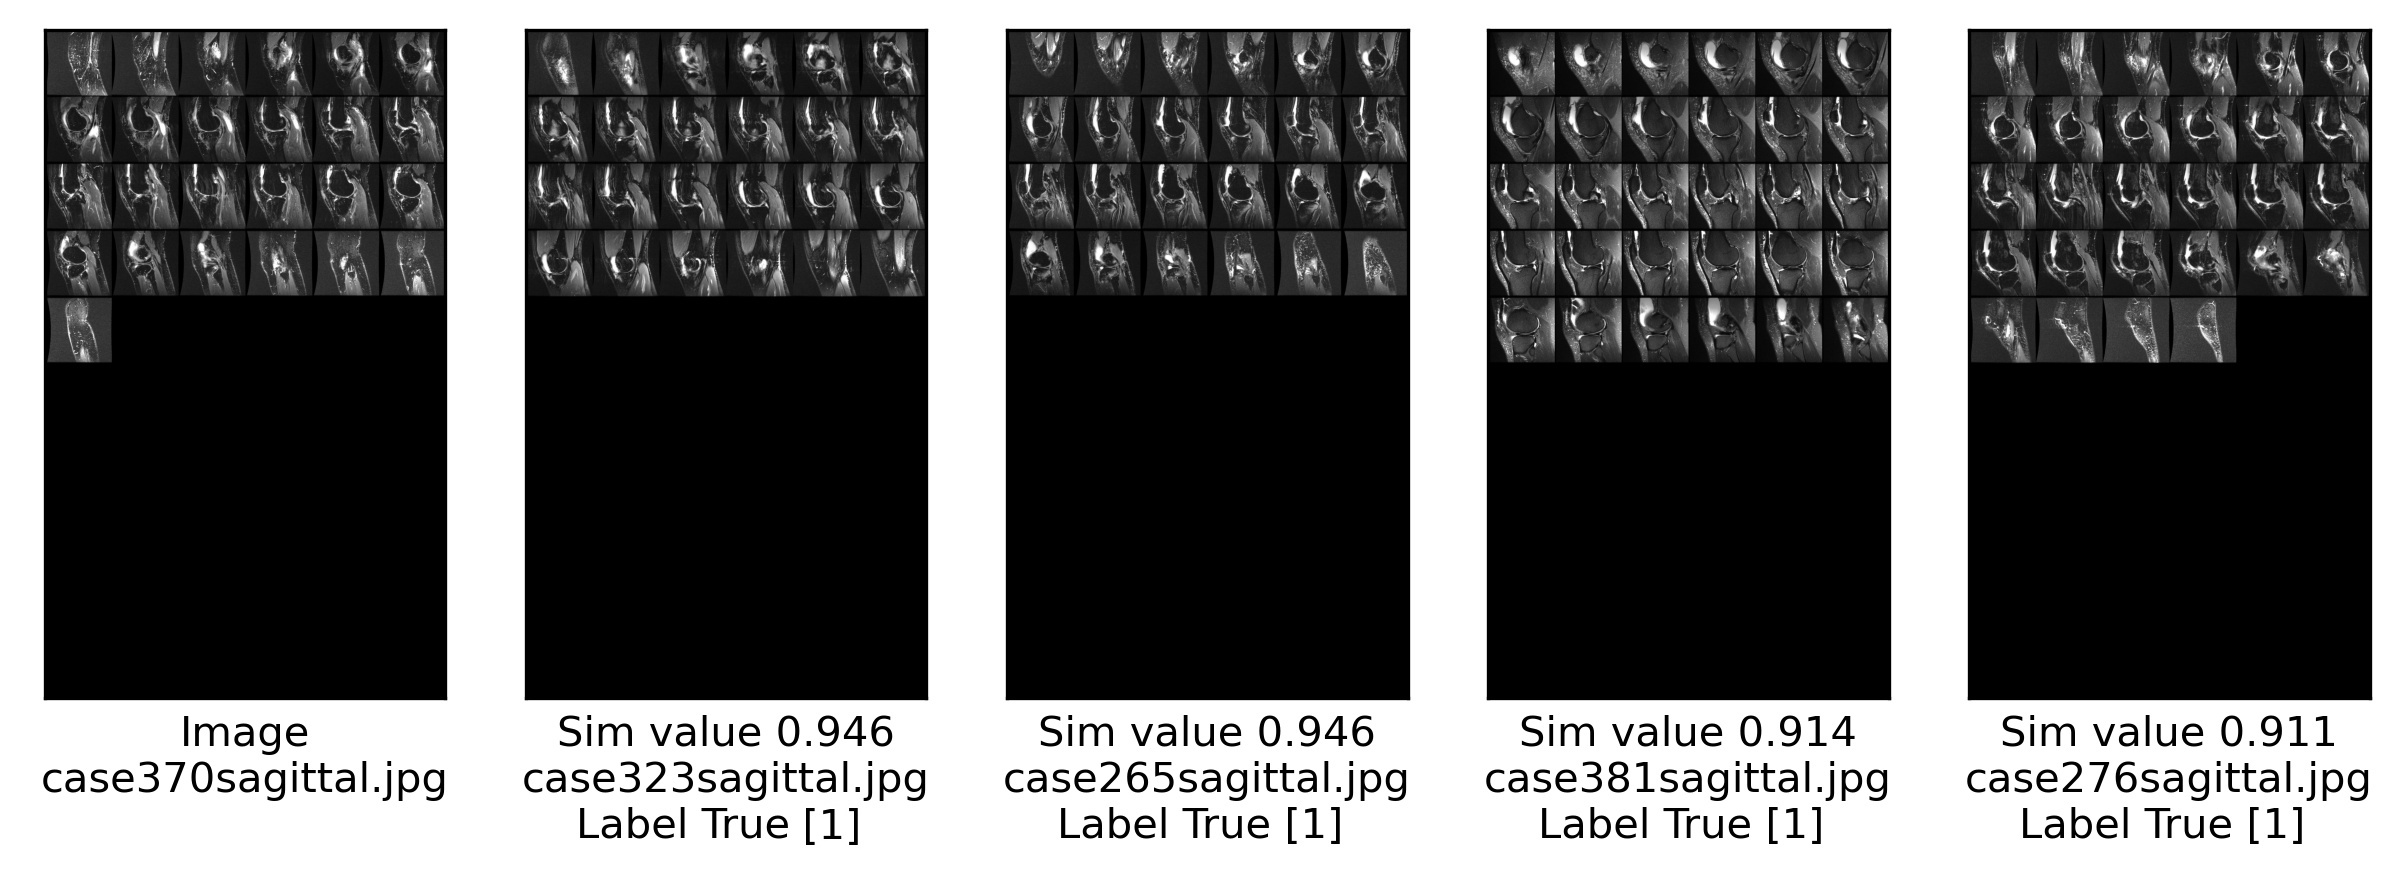 Image
case370sagittal.jpg
Sim value 0.946
case323sagittal.jpg
Label True [1]
Sim value 0.946
case265sagittal.jpg
Label True [1]
Sim value 0.914
case381sagittal.jpg
Label True [1]
Sim value 0.911
case276sagittal.jpg
Label True [1]